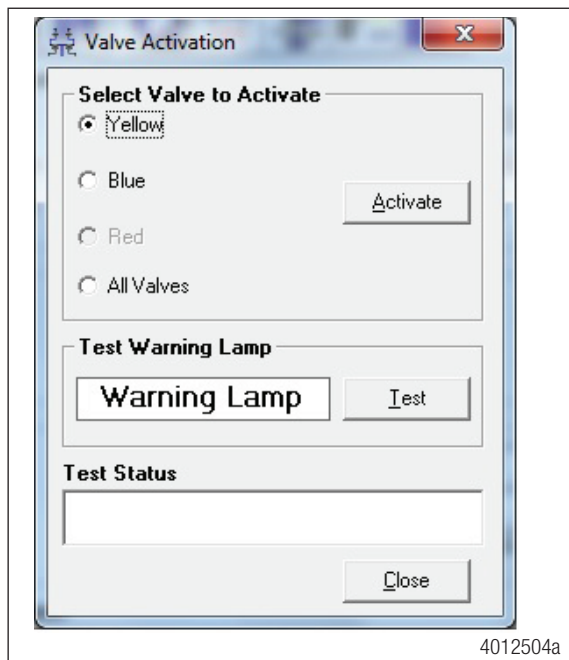 Valve Activation
Select Valve to Activate
Yellow
Blue
Activate
Red
All Valves
Test Warning Lamp
Warning Lamp
Test
Test Status
Close
4012504a